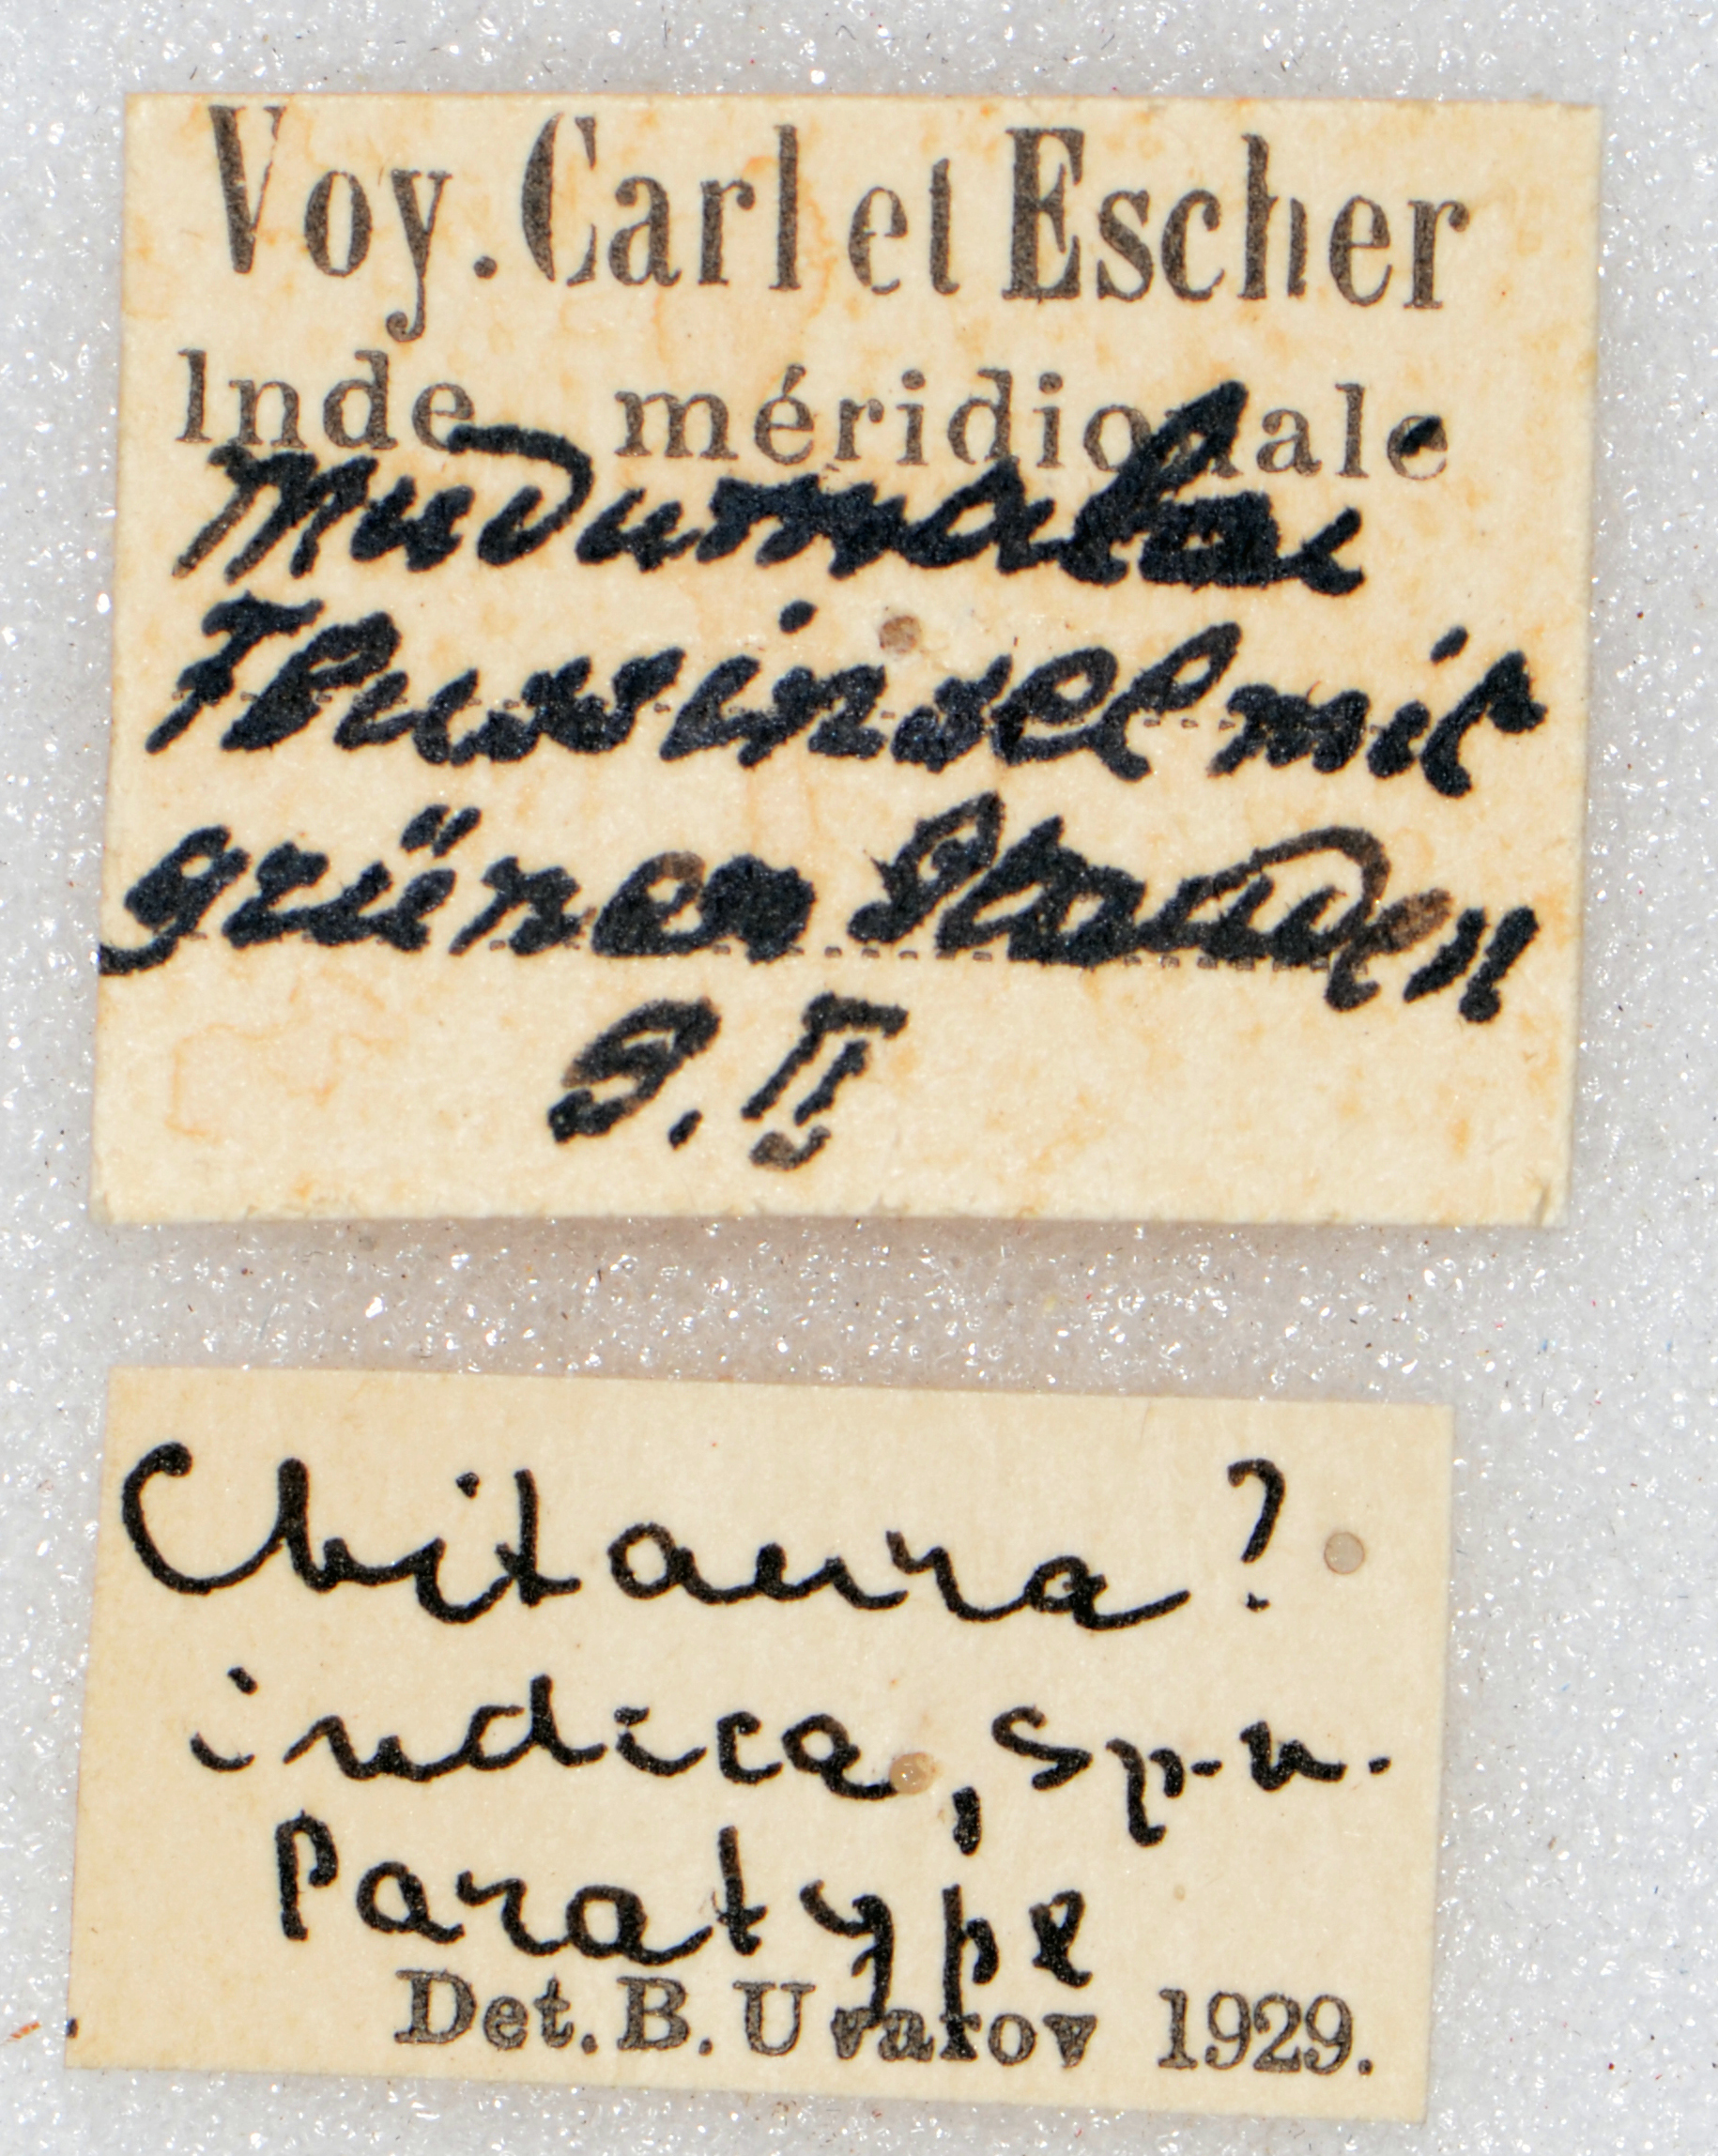 Voy. Carl et Escher
Inde méridionale
Mudumalai
Flussinsel mit
grünen Stauden
9. II
Chitaura?
indica, sp. n.
Paratype
Det. B. Uvarov 1929.